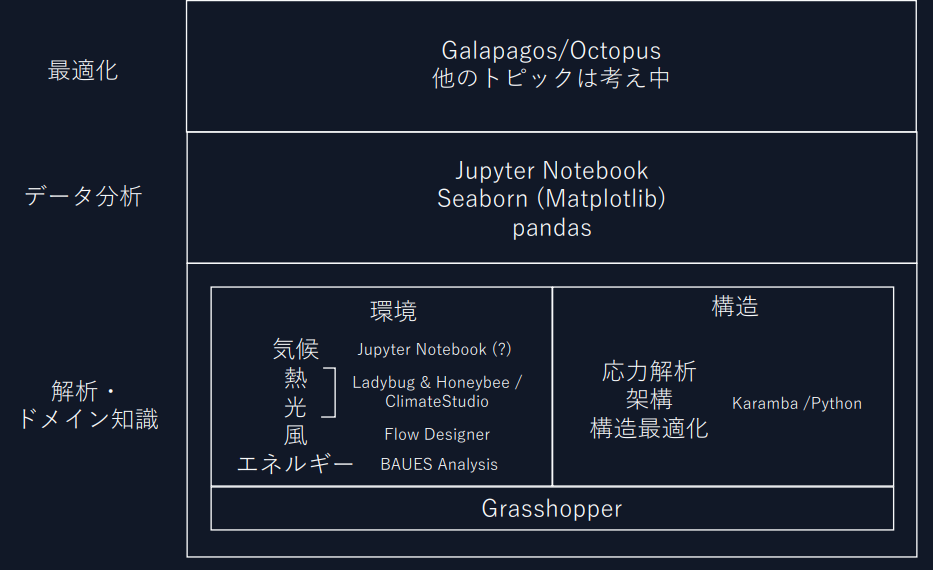 最適化
Galapagos/Octopus
他のトピックは考え中
データ分析
Jupyter Notebook
Seaborn (Matplotlib)
pandas
解析・
ドメイン知識
環境
気候
Jupyter Notebook (?)
熱
光
Ladybug & Honeybee /
ClimateStudio
風
Flow Designer
エネルギー
BAUES Analysis
構造
応力解析
架構
構造最適化
Karamba /Python
Grasshopper